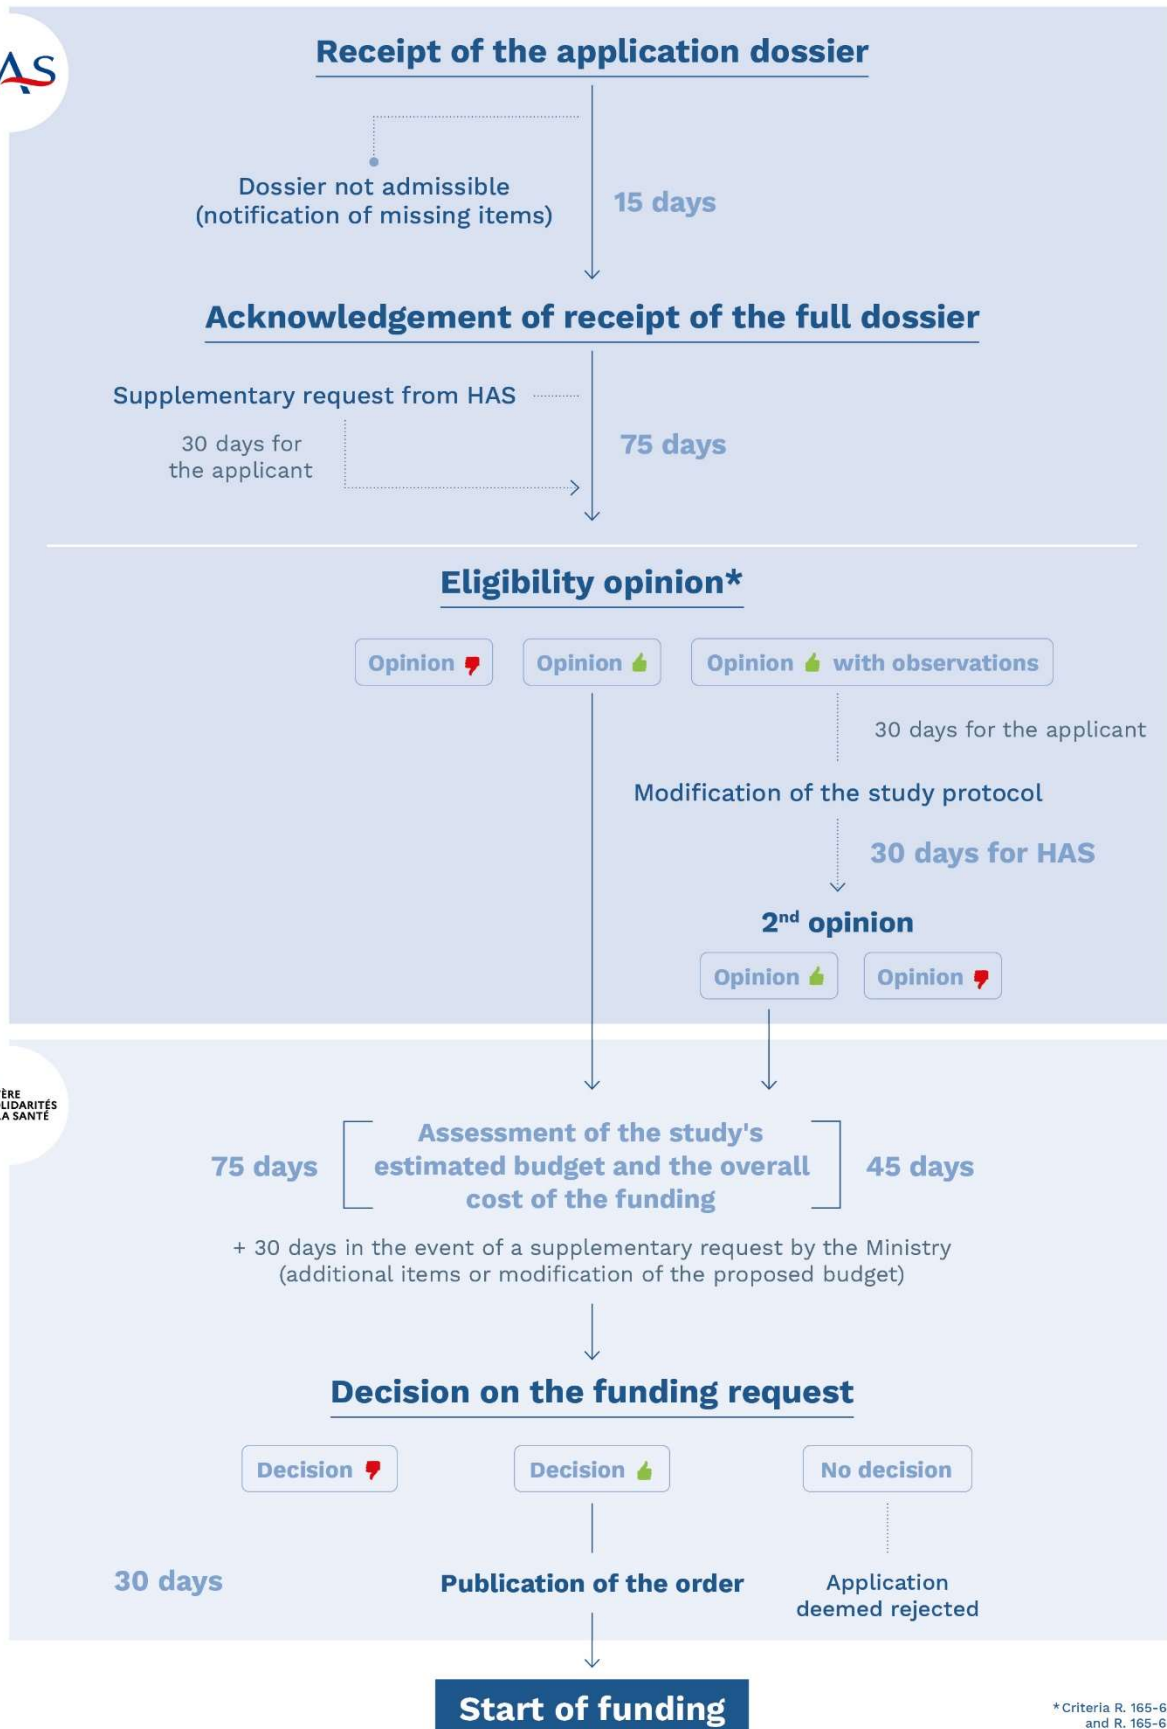 AS
Receipt of the application dossier
Dossier not admissible
(notification of missing items)
15 days
Acknowledgement of receipt of the full dossier
Supplementary request from HAS
30 days for
the applicant
75 days
Eligibility opinion*
Opinion
Opinion
Opinion with observations
30 days for the applicant
Modification of the study protocol
30 days for HAS
2nd opinion
Opinion
Opinion
ÈRE
LIDARITÉS
A SANTÉ
75 days
Assessment of the study's
estimated budget and the overall
cost of the funding
45 days
+ 30 days in the event of a supplementary request by the Ministry
(additional items or modification of the proposed budget)
Decision on the funding request
Decision
Decision
No decision
30 days
Publication of the order
Application
deemed rejected
Start of funding
*Criteria R. 165-6
and R. 165-6